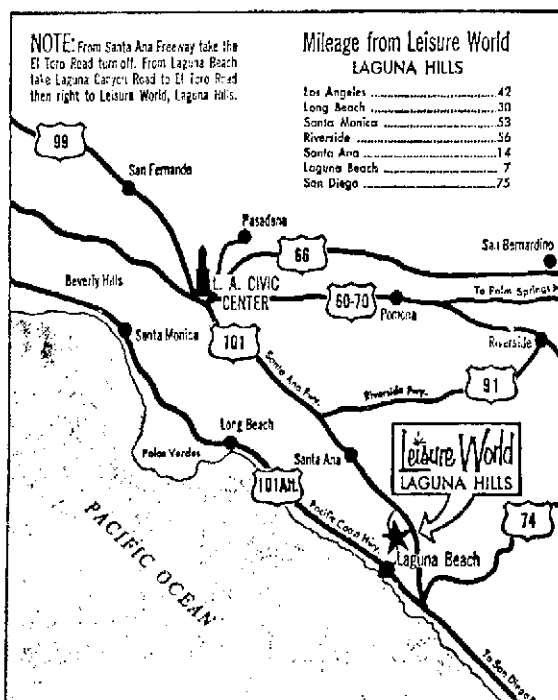 NOTE: From Santa Ana Freeway take the
El Toro Road turn off. From Laguna Beach
take Laguna Canyon Road to El Toro Road
then right to Leisure World, Laguna Hills.
Mileage from Leisure World
LAGUNA HILLS
Los Angeles 42
Long Beach 30
Santa Monica 53
Riverside 56
Santa Ana 14
Laguna Beach 7
San Diego 75
99
San Fernando
Pasadena
66
San Bernardino
Beverly Hills
L. A. CIVIC
CENTER
60-70
To Palm Springs
Pomona
Santa Monica
101
Riverside
Santa Ana Fwy.
Riverside Fwy.
91
Long Beach
Palos Verdes
Santa Ana
Leisure World
LAGUNA HILLS
101Alt.
Pacific Coast Hwy.
74
PACIFIC OCEAN
Laguna Beach
To San Diego